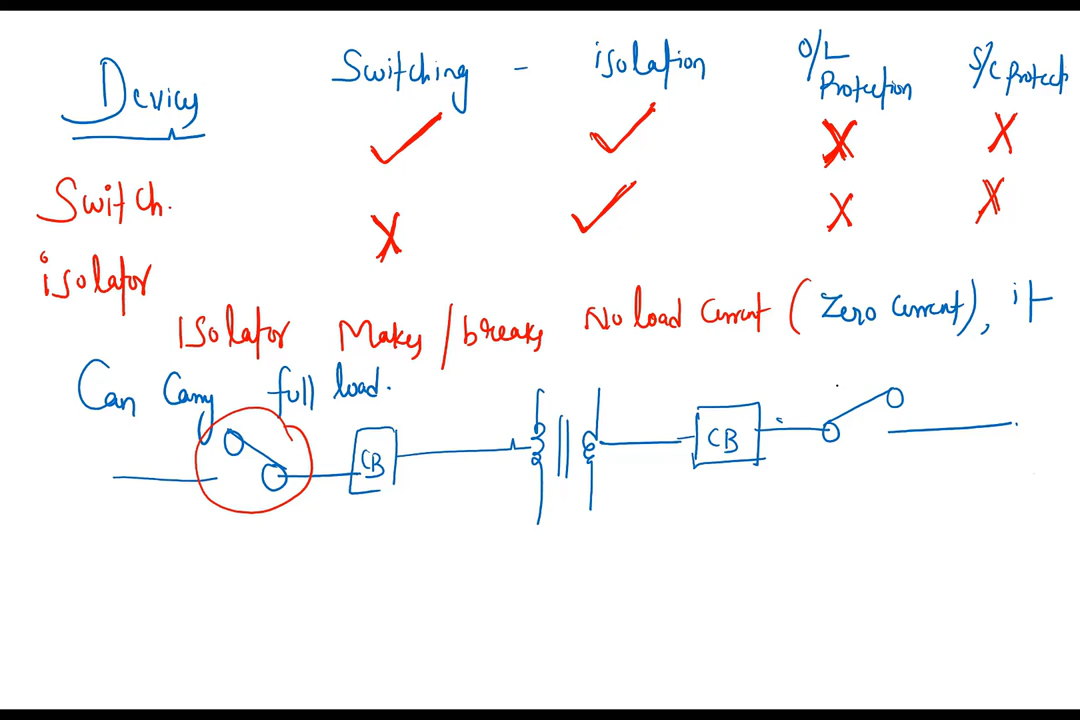 Device Switching - isolation O/L Protection S/C Protect
Switch. ✓ ✓ X X
isolator X ✓ X X
Isolator Makes/breaks No load Current (Zero Current), it
Can Carry full load.
CB CB